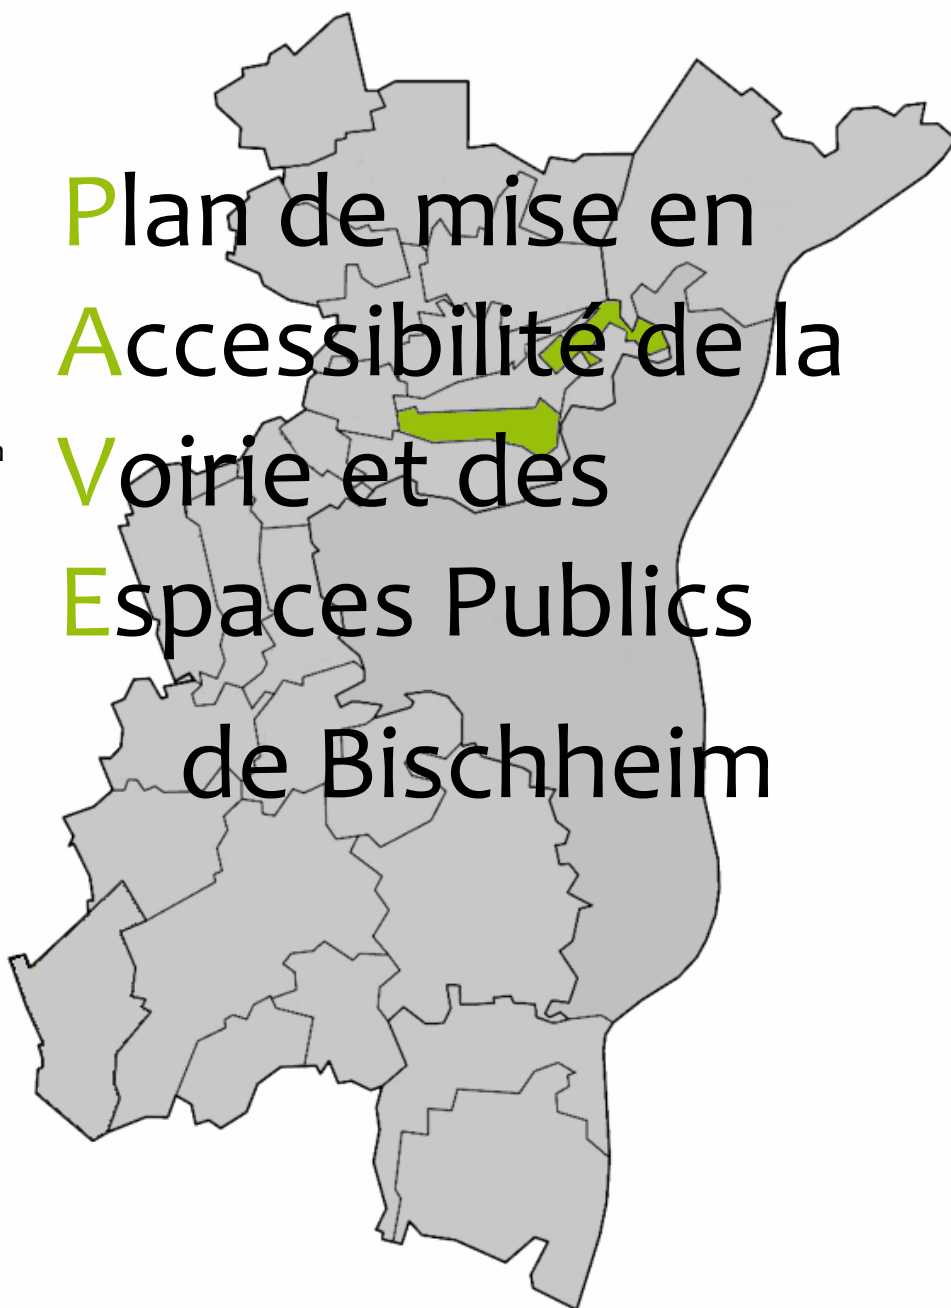 Plan de mise en
Accessibilité de la
Voirie et des
Espaces Publics
de Bischheim